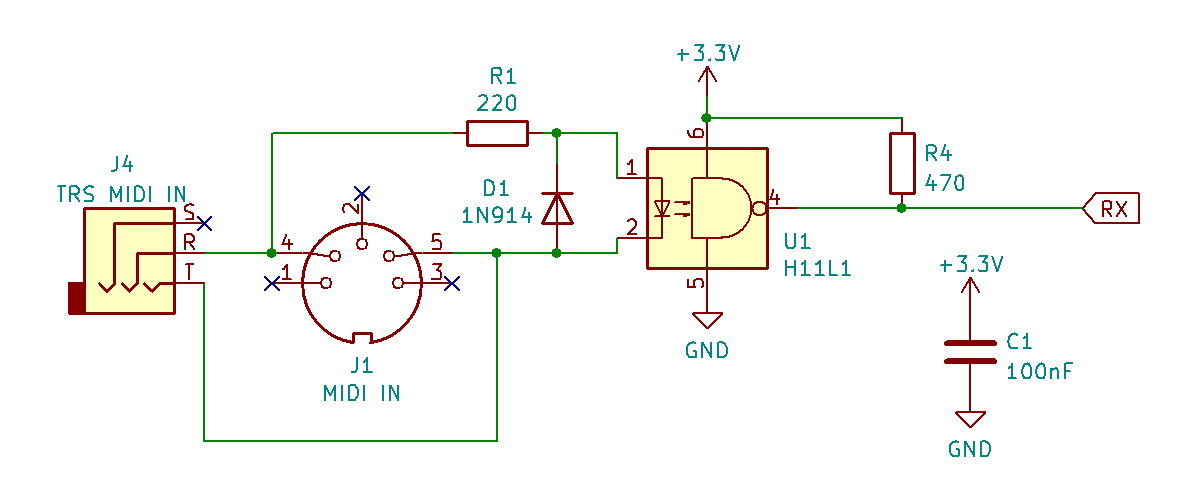 +3.3V
R1
220
6
R4
470
J4
TRS MIDI IN
1
D1
1N914
2
4
RX
S
2
R
4
5
U1
H11L1
T
1
3
5
+3.3V
GND
C1
100nF
J1
MIDI IN
GND